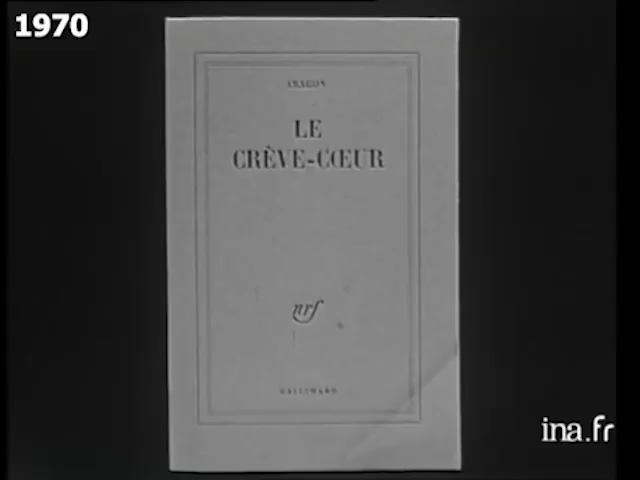 1970
ARAGON
LE
CRÈVE-CŒUR
nrf
GALLIMARD
ina.fr